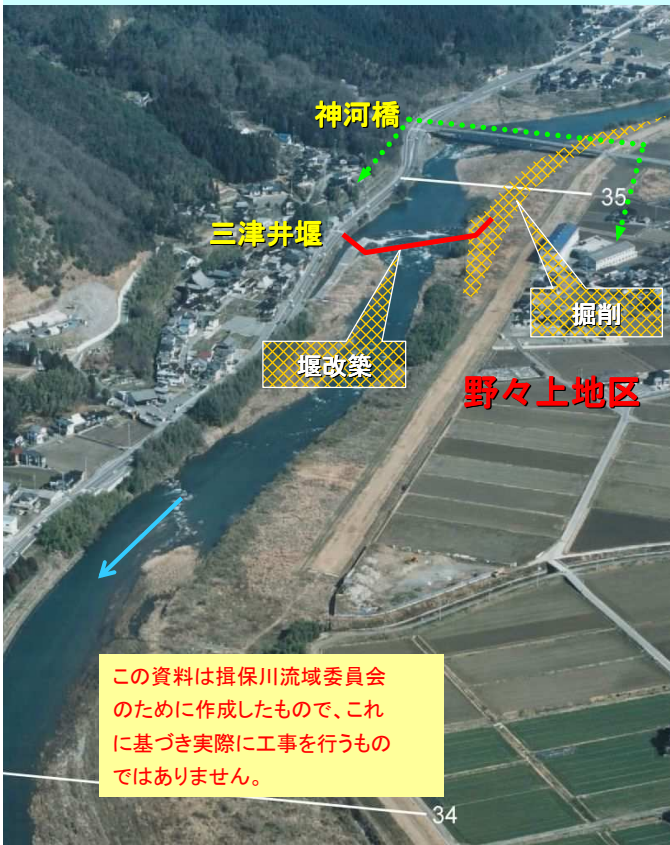 神河橋
35
三津井堰
掘削
堰改築
野々上地区
この資料は揖保川流域委員会
のために作成したもので、これ
に基づき実際に工事を行うもの
ではありません。
34